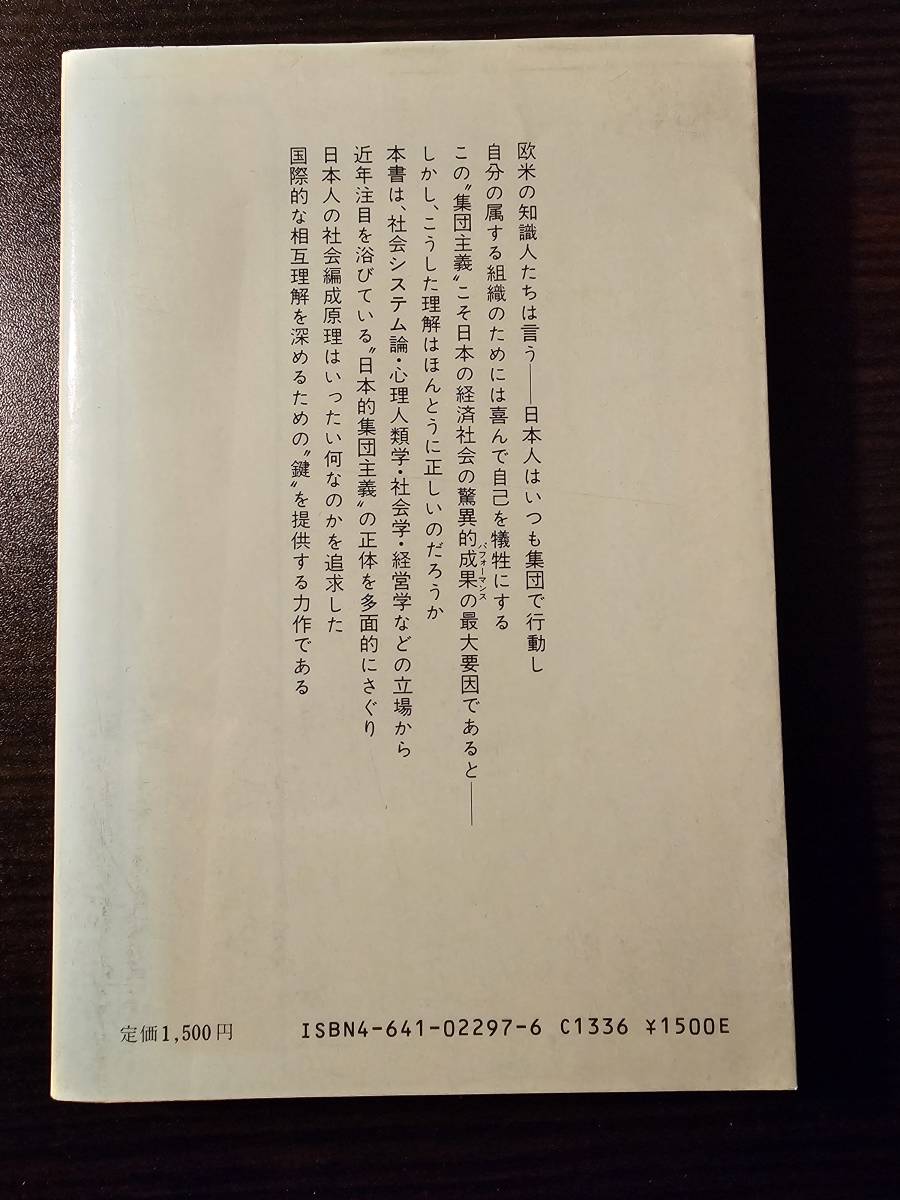 欧米の知識人たちは言う――日本人はいつも集団で行動し
自分の属する組織のためには喜んで自己を犠牲にする
この〝集団主義〟こそ日本の経済社会の驚異的成果の最大要因であると――
パフォーマンス
しかし、こうした理解はほんとうに正しいのだろうか
本書は、社会システム論・心理人類学・社会学・経営学などの立場から
近年注目を浴びている〝日本的集団主義〟の正体を多面的にさぐり
日本人の社会編成原理はいったい何なのかを追求した
国際的な相互理解を深めるための〝鍵〟を提供する力作である
定価1,500円
ISBN4-641-02297-6 C1336 ¥1500E